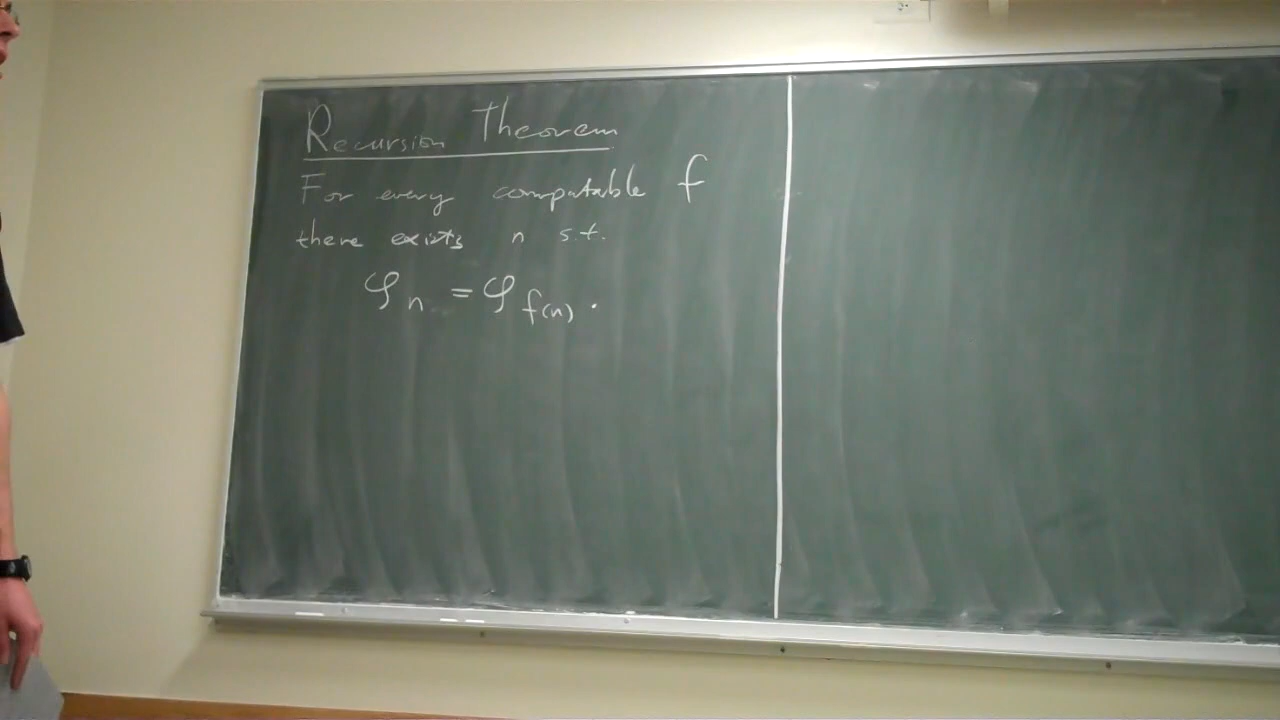 Recursion Theorem
For every computable f
there exists n s.t.
φ_n = φ_f(n).